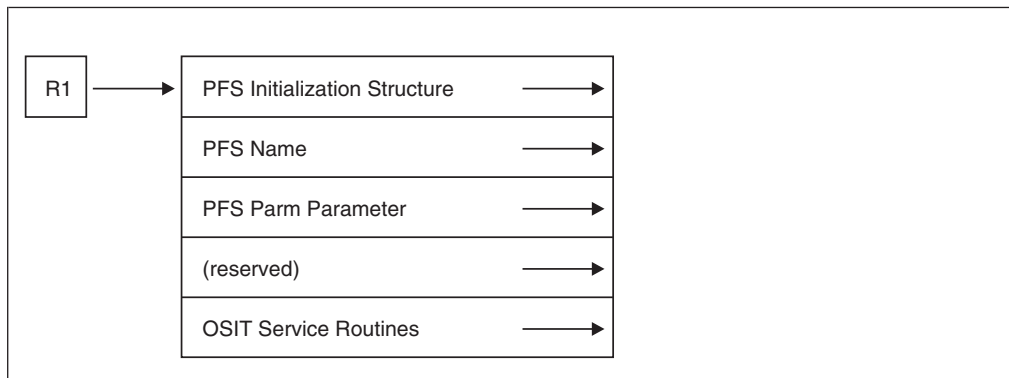 R1
PFS Initialization Structure
PFS Name
PFS Parm Parameter
(reserved)
OSIT Service Routines